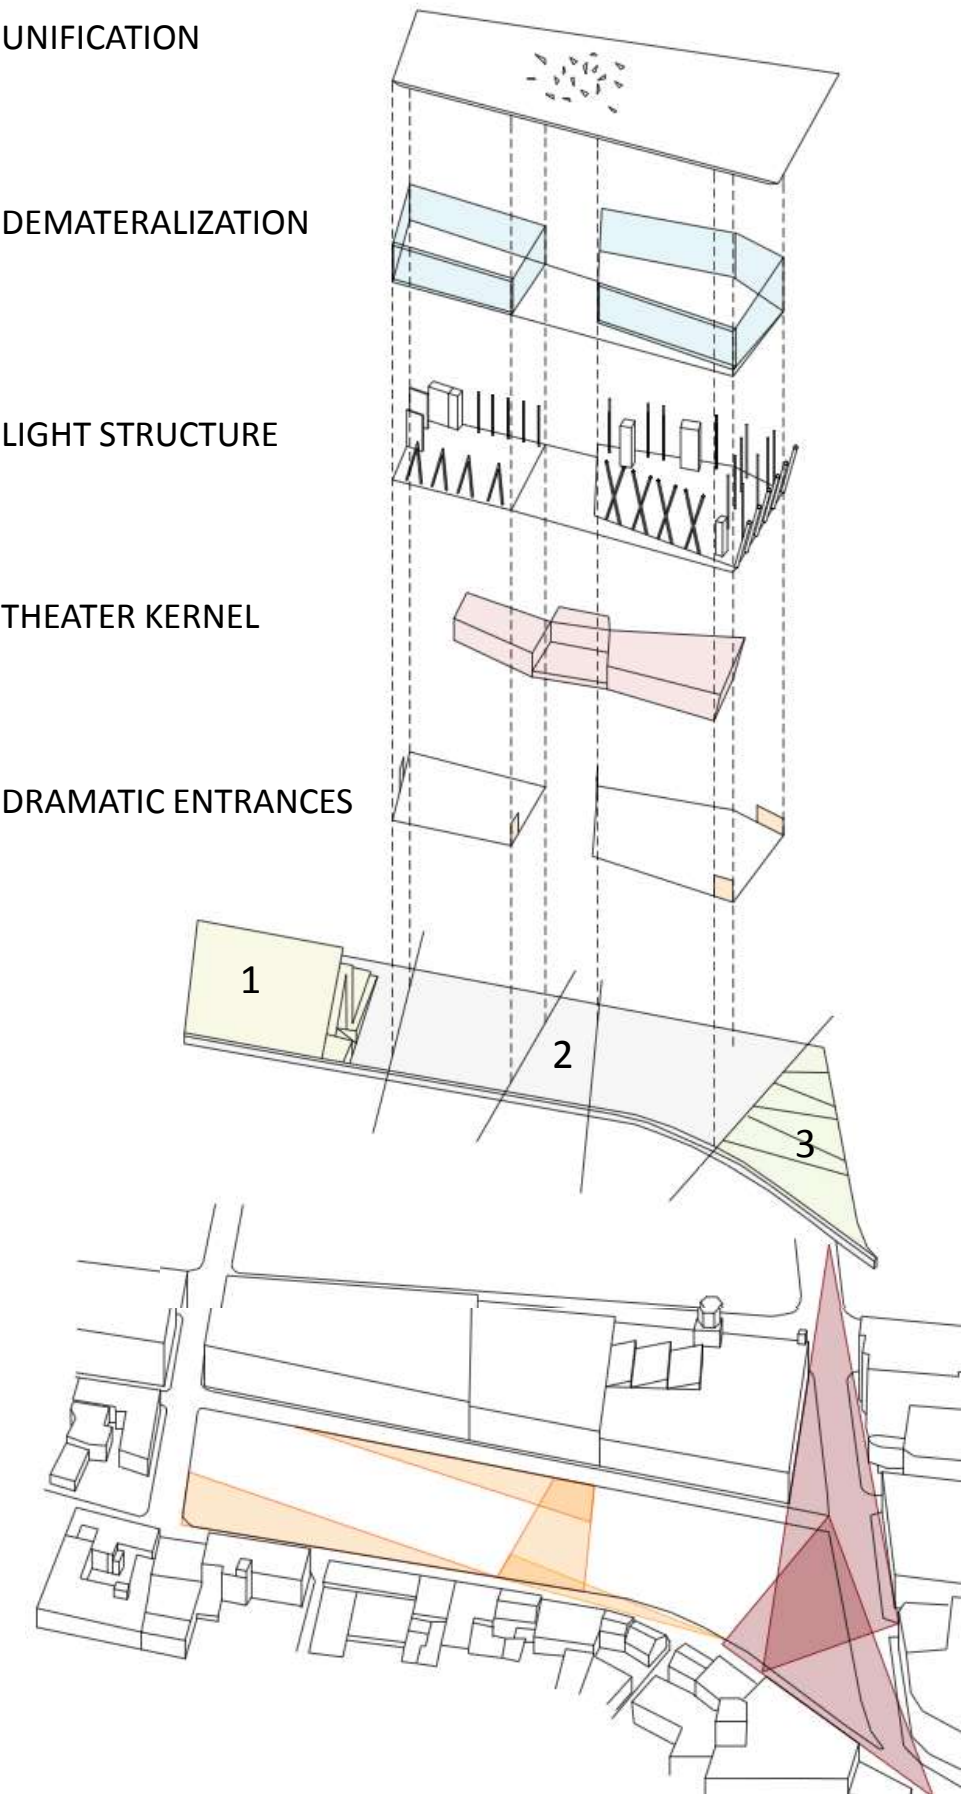 UNIFICATION
DEMATERALIZATION
LIGHT STRUCTURE
THEATER KERNEL
DRAMATIC ENTRANCES
1
2
3